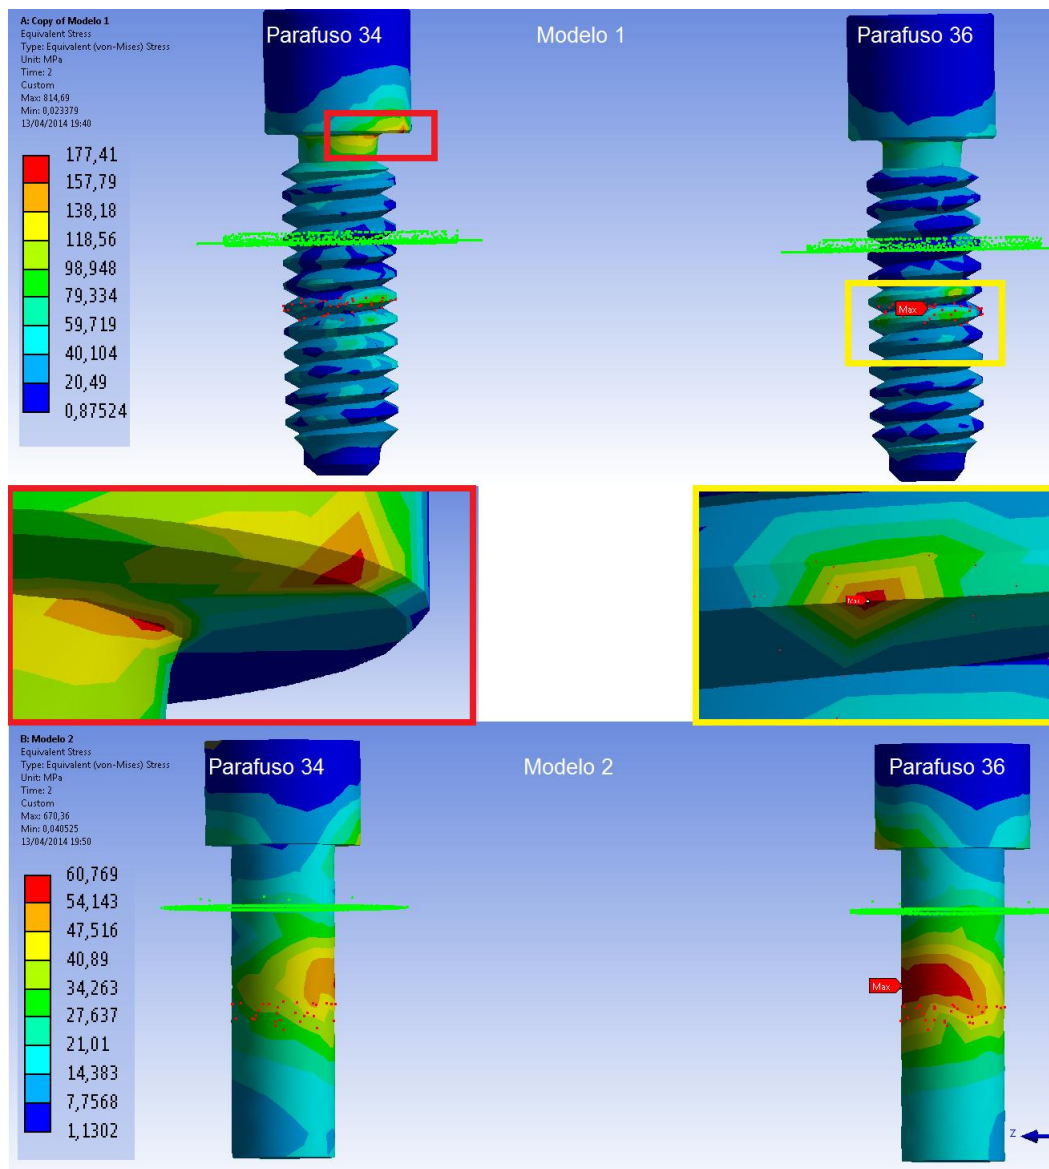 A: Copy of Modelo 1
Equivalent Stress
Type: Equivalent (von-Mises) Stress
Unit: MPa
Time: 2
Custom
Max: 814,69
Min: 0,023379
13/04/2014 19:40
Parafuso 34
Modelo 1
Parafuso 36
177,41
157,79
138,18
118,56
98,948
79,334
59,719
40,104
20,49
0,87524
Max
Max
B: Modelo 2
Equivalent Stress
Type: Equivalent (von-Mises) Stress
Unit: MPa
Time: 2
Custom
Max: 670,36
Min: 0,040525
13/04/2014 19:50
Parafuso 34
Modelo 2
Parafuso 36
60,769
54,143
47,516
40,89
34,263
27,637
21,01
14,383
7,7568
1,1302
Max
Z